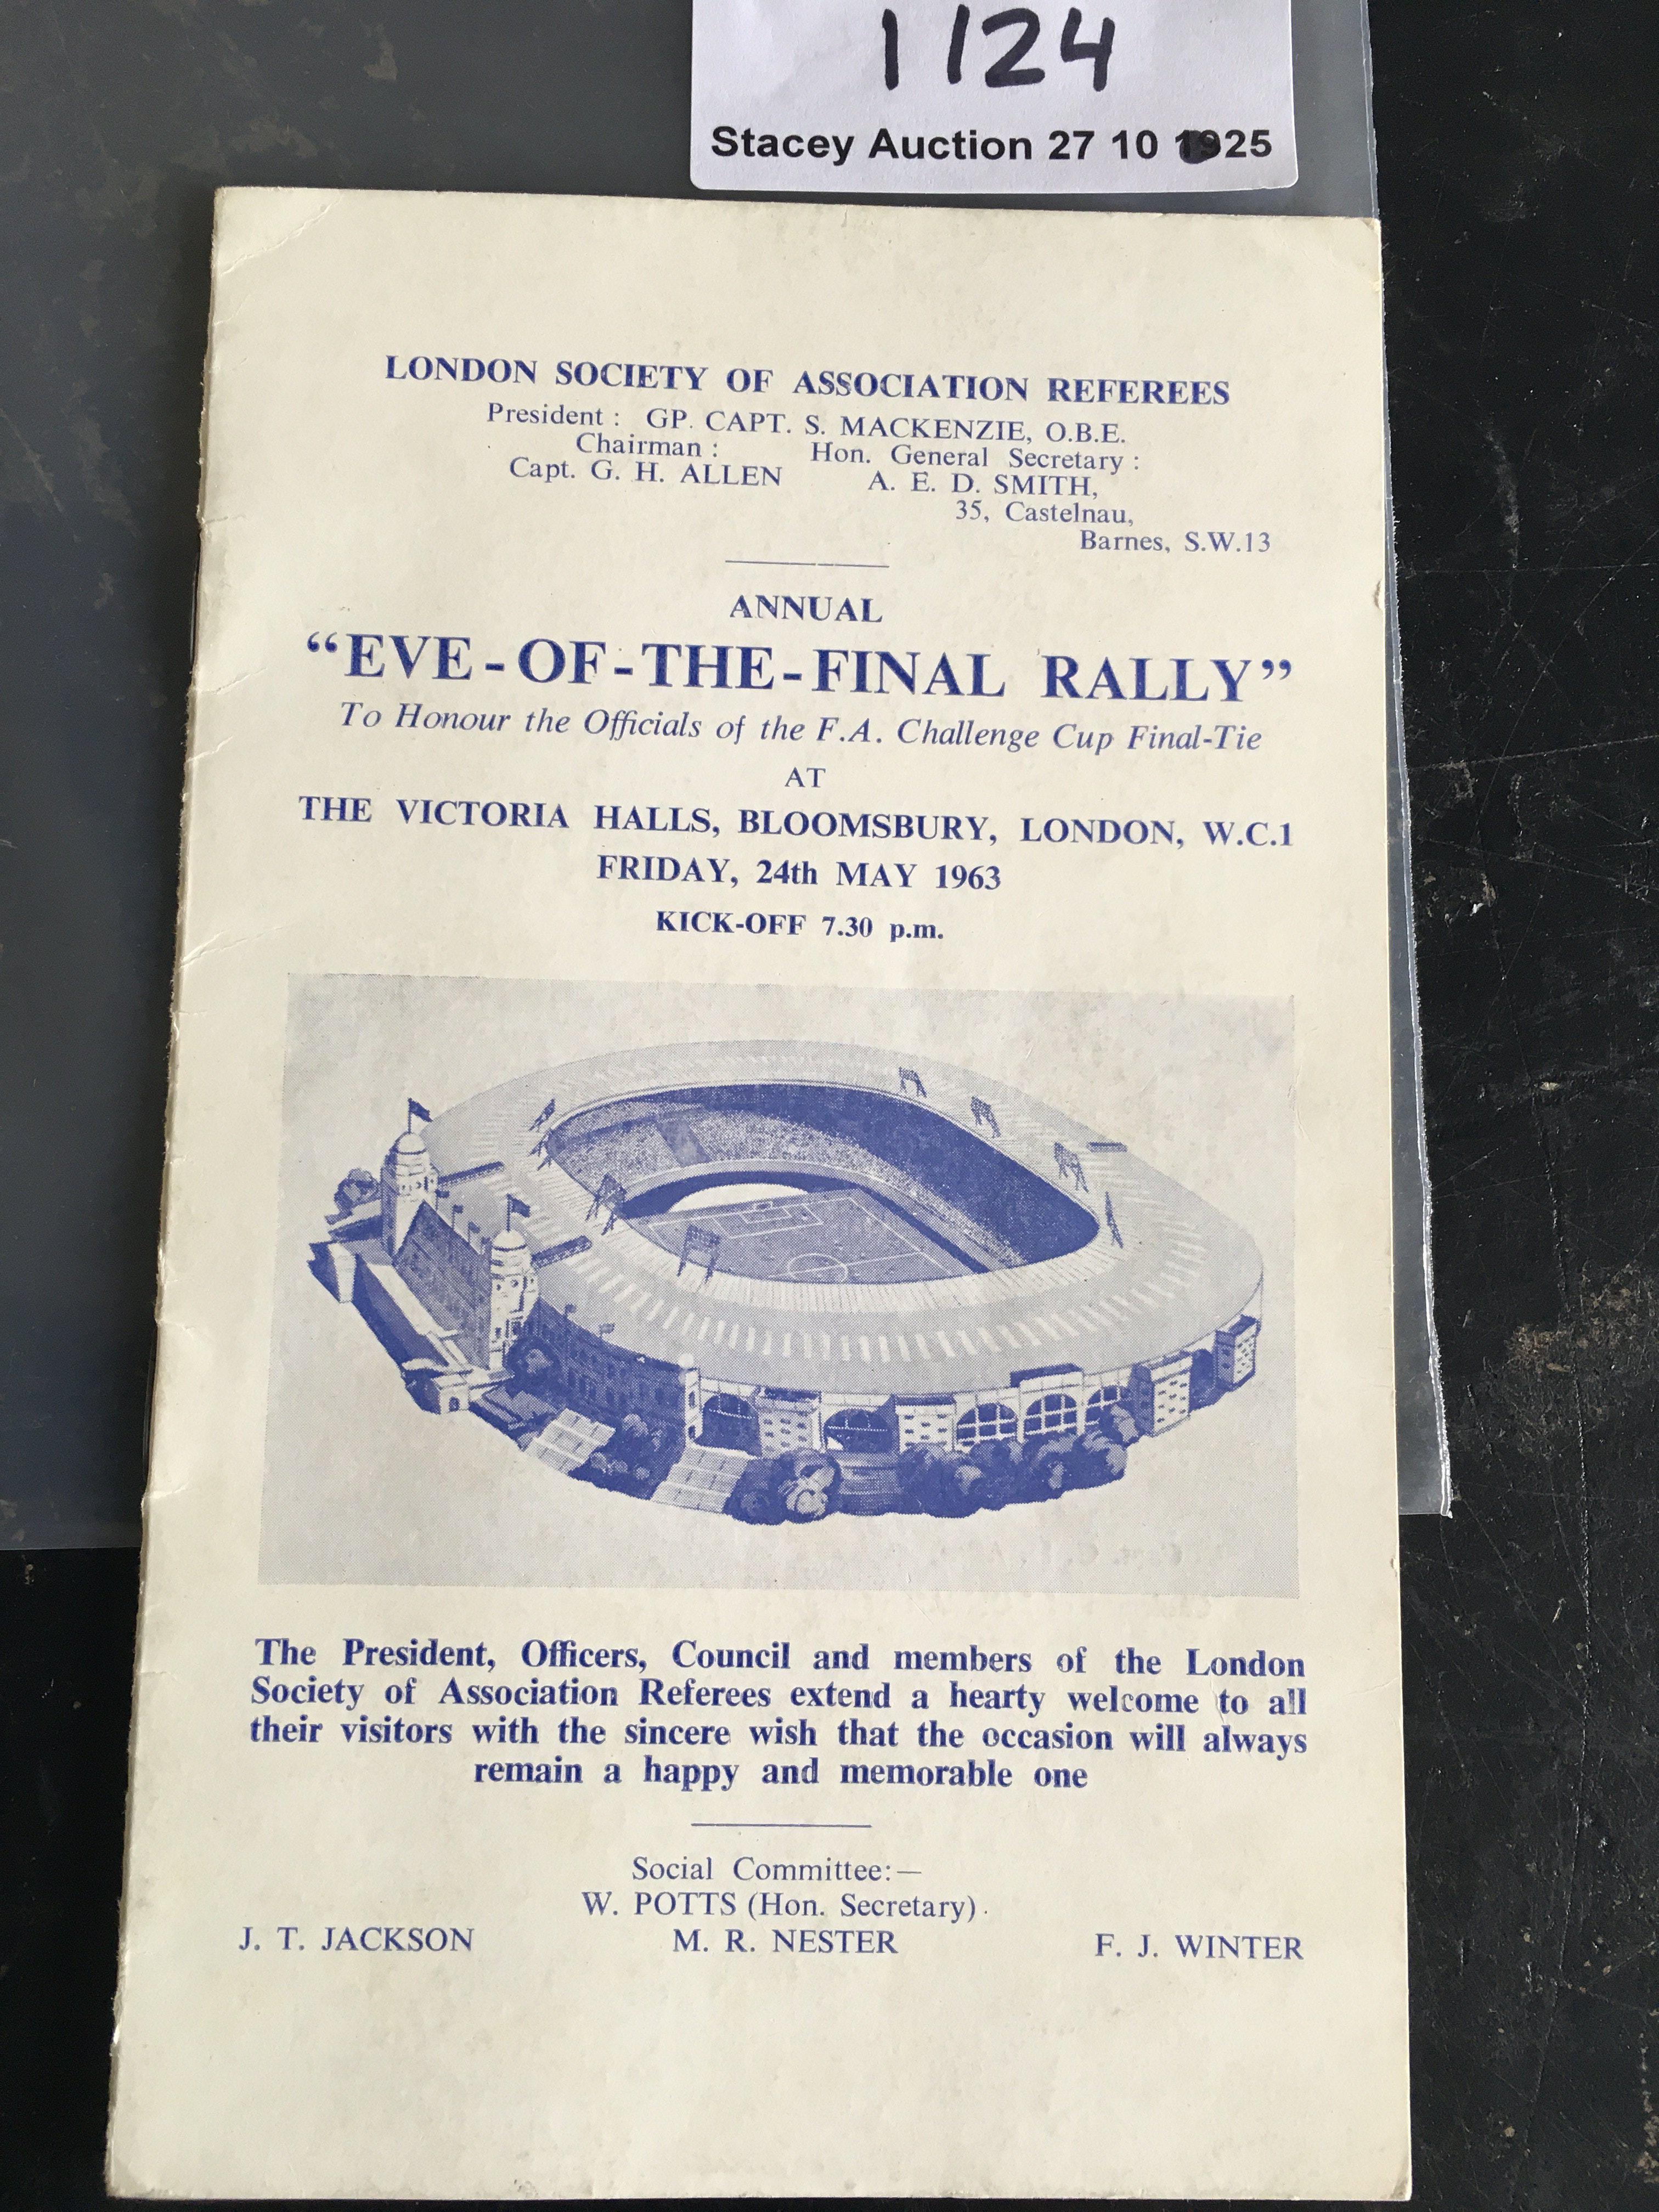 1124
Stacey Auction 27 10 1925
LONDON SOCIETY OF ASSOCIATION REFEREES
President : GP. CAPT. S. MACKENZIE, O.B.E.
Chairman : Hon. General Secretary :
Capt. G. H. ALLEN A. E. D. SMITH,
35, Castelnau,
Barnes, S.W.13
ANNUAL
“EVE-OF-THE-FINAL RALLY”
To Honour the Officials of the F.A. Challenge Cup Final-Tie
AT
THE VICTORIA HALLS, BLOOMSBURY, LONDON, W.C.1
FRIDAY, 24th MAY 1963
KICK-OFF 7.30 p.m.
The President, Officers, Council and members of the London
Society of Association Referees extend a hearty welcome to all
their visitors with the sincere wish that the occasion will always
remain a happy and memorable one
Social Committee:—
W. POTTS (Hon. Secretary).
J. T. JACKSON M. R. NESTER F. J. WINTER